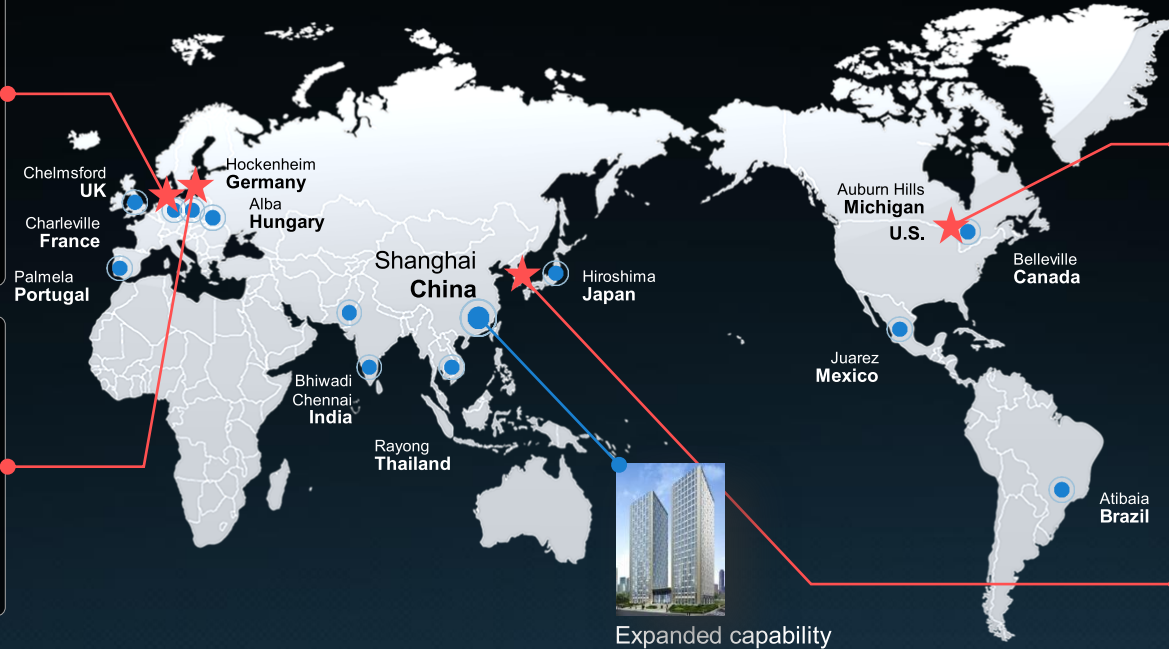 Chelmsford
UK
Charleville
France
Palmela
Portugal
Hockenheim
Germany
Alba
Hungary
Shanghai
China
Hiroshima
Japan
Bhiwadi
Chennai
India
Rayong
Thailand
Auburn Hills
Michigan
U.S.
Belleville
Canada
Juarez
Mexico
Atibaia
Brazil
Expanded capability